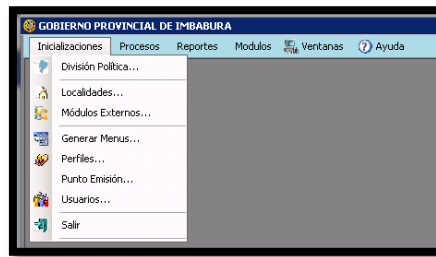 GOBIERNO PROVINCIAL DE IMBABURA
Inicializaciones Procesos Reportes Modulos Ventanas Ayuda
División Política...
Localidades...
Módulos Externos...
Generar Menus...
Perfiles...
Punto Emisión...
Usuarios...
Salir